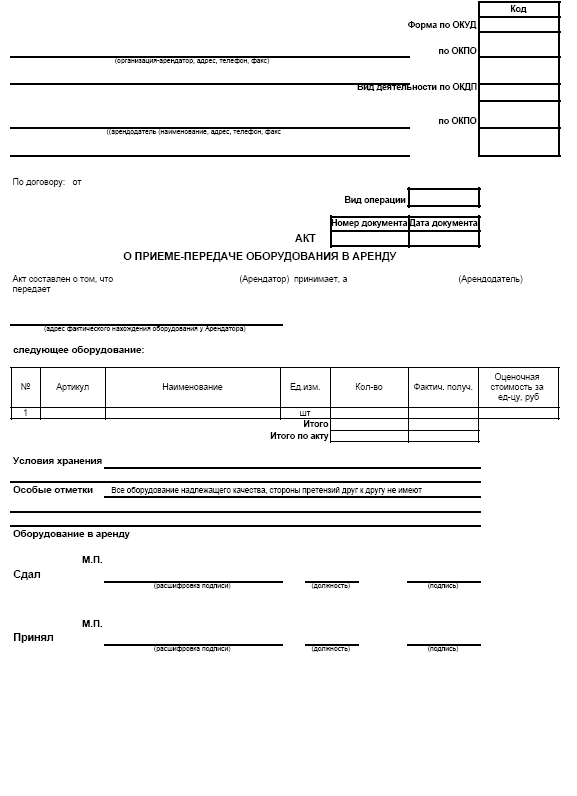 Код
Форма по ОКУД
по ОКПО
(организация-арендатор, адрес, телефон, факс)
Вид деятельности по ОКДП
по ОКПО
((арендодатель (наименование, адрес, телефон, факс
По договору: от
Вид операции
Номер документа Дата документа
АКТ
О ПРИЕМЕ-ПЕРЕДАЧЕ ОБОРУДОВАНИЯ В АРЕНДУ
Акт составлен о том, что (Арендатор) принимает, а (Арендодатель)
передает
(адрес фактического нахождения оборудования у Арендатора)
следующее оборудование:
№ Артикул Наименование Ед.изм. Кол-во Фактич. получ. Оценочная стоимость за ед-цу, руб
1 шт
Итого
Итого по акту
Условия хранения
Особые отметки Все оборудование надлежащего качества, стороны претензий друг к другу не имеют
Оборудование в аренду
М.П.
Сдал
(расшифровка подписи) (должность) (подпись)
М.П.
Принял
(расшифровка подписи) (должность) (подпись)